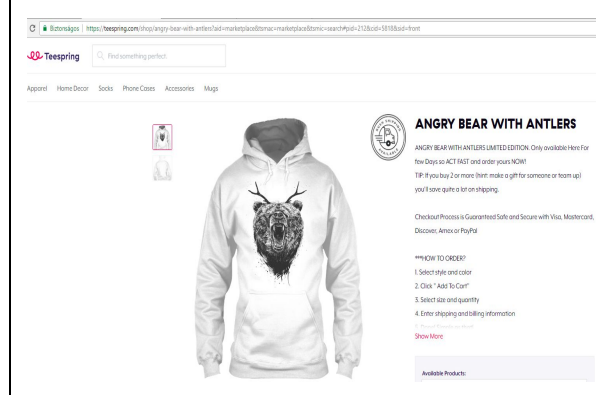 Biztonságos | https://teespring.com/shop/angry-bear-with-antlers?aid=marketplace&tsmac=marketplace&tsmic=search#pid=212&cid=5818&sid=front
Teespring
Find something perfect
Apparel Home Decor Socks Phone Cases Accessories Mugs
ANGRY BEAR WITH ANTLERS
ANGRY BEAR WITH ANTLERS LIMITED EDITION. Only available Here For
few Days so ACT FAST and order yours NOW!
TIP: If you buy 2 or more (hint: make a gift for someone or team up)
you'll save quite a lot on shipping.
Checkout Process is Guaranteed Safe and Secure with Visa, Mastercard,
Discover, Amex or PayPal
***HOW TO ORDER?
1. Select style and color
2. Click " Add To Cart"
3. Select size and quantity
4. Enter shipping and billing information
Show More
Available Products: